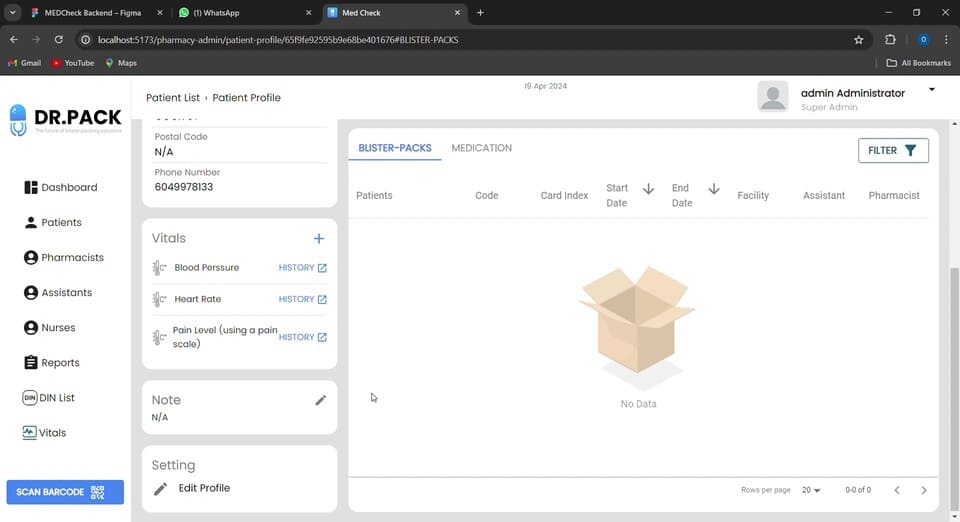 MEDCheck Backend – Figma
(1) WhatsApp
Med Check
localhost:5173/pharmacy-admin/patient-profile/65f9fe92595b9e68be401676#BLISTER-PACKS
O
Gmail
YouTube
Maps
All Bookmarks
DR.PACK
The future of blister packing solutions
Patient List › Patient Profile
19 Apr 2024
admin Administrator
Super Admin
Dashboard
Patients
Pharmacists
Assistants
Nurses
Reports
DIN
DIN List
Vitals
SCAN BARCODE
Postal Code
N/A
Phone Number
6049978133
Vitals
Blood Perssure
HISTORY
Heart Rate
HISTORY
Pain Level (using a pain
scale)
HISTORY
Note
N/A
Setting
Edit Profile
BLISTER-PACKS
MEDICATION
FILTER
Patients
Code
Card Index
Start
Date
End
Date
Facility
Assistant
Pharmacist
No Data
Rows per page
20
0-0 of 0